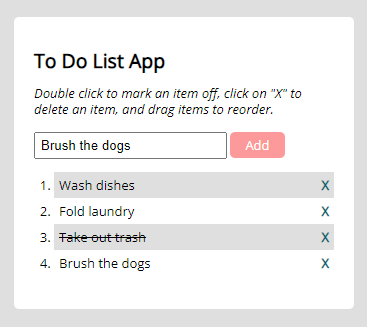 To Do List App
Double click to mark an item off, click on "X" to
delete an item, and drag items to reorder.
Brush the dogs Add
1. Wash dishes X
2. Fold laundry X
3. Take out trash X
4. Brush the dogs X